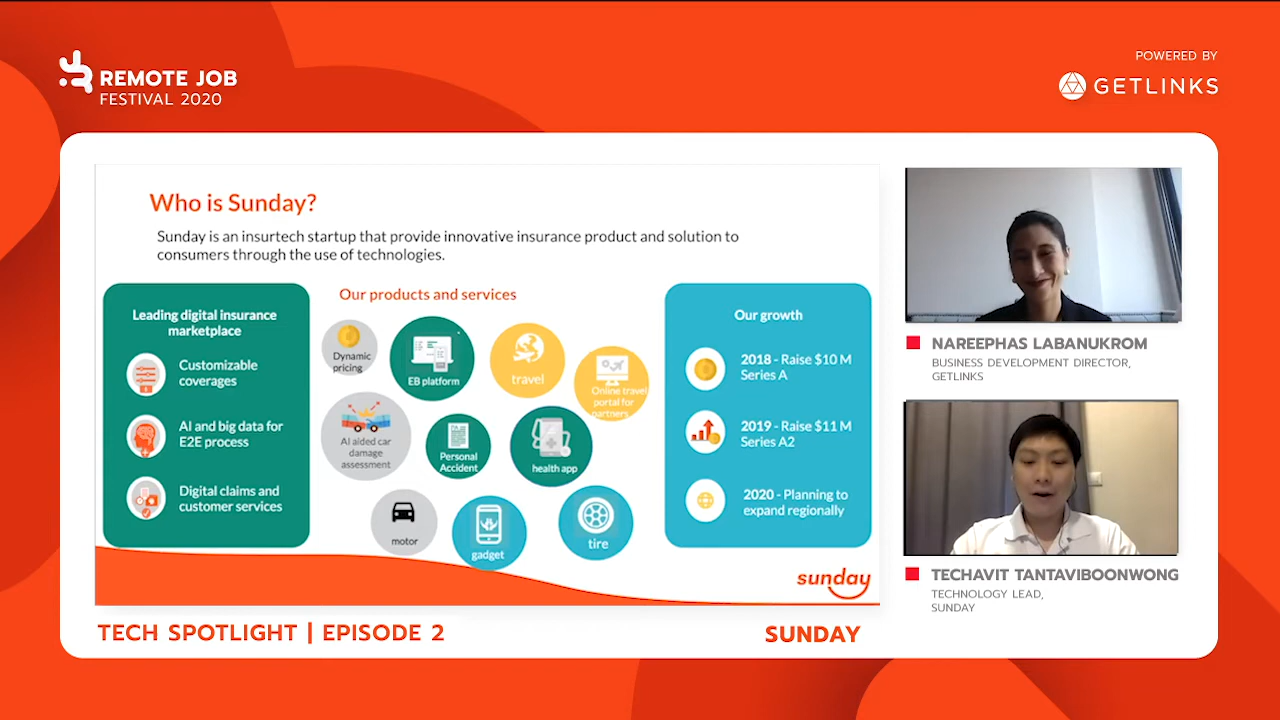 REMOTE JOB
FESTIVAL 2020
POWERED BY
GETLINKS
Who is Sunday?
Sunday is an insurtech startup that provide innovative insurance product and solution to
consumers through the use of technologies.
Leading digital insurance
marketplace
Customizable
coverages
AI and big data for
E2E process
Digital claims and
customer services
Our products and services
Dynamic
pricing
EB platform
travel
Online travel
portal for
partners
AI aided car
damage
assessment
Personal
Accident
health app
motor
gadget
tire
Our growth
2018 - Raise $10 M
Series A
2019 - Raise $11 M
Series A2
2020 - Planning to
expand regionally
sunday
NAREEPHAS LABANUKROM
BUSINESS DEVELOPMENT DIRECTOR,
GETLINKS
TECHAVIT TANTAVIBOONWONG
TECHNOLOGY LEAD,
SUNDAY
TECH SPOTLIGHT | EPISODE 2
SUNDAY